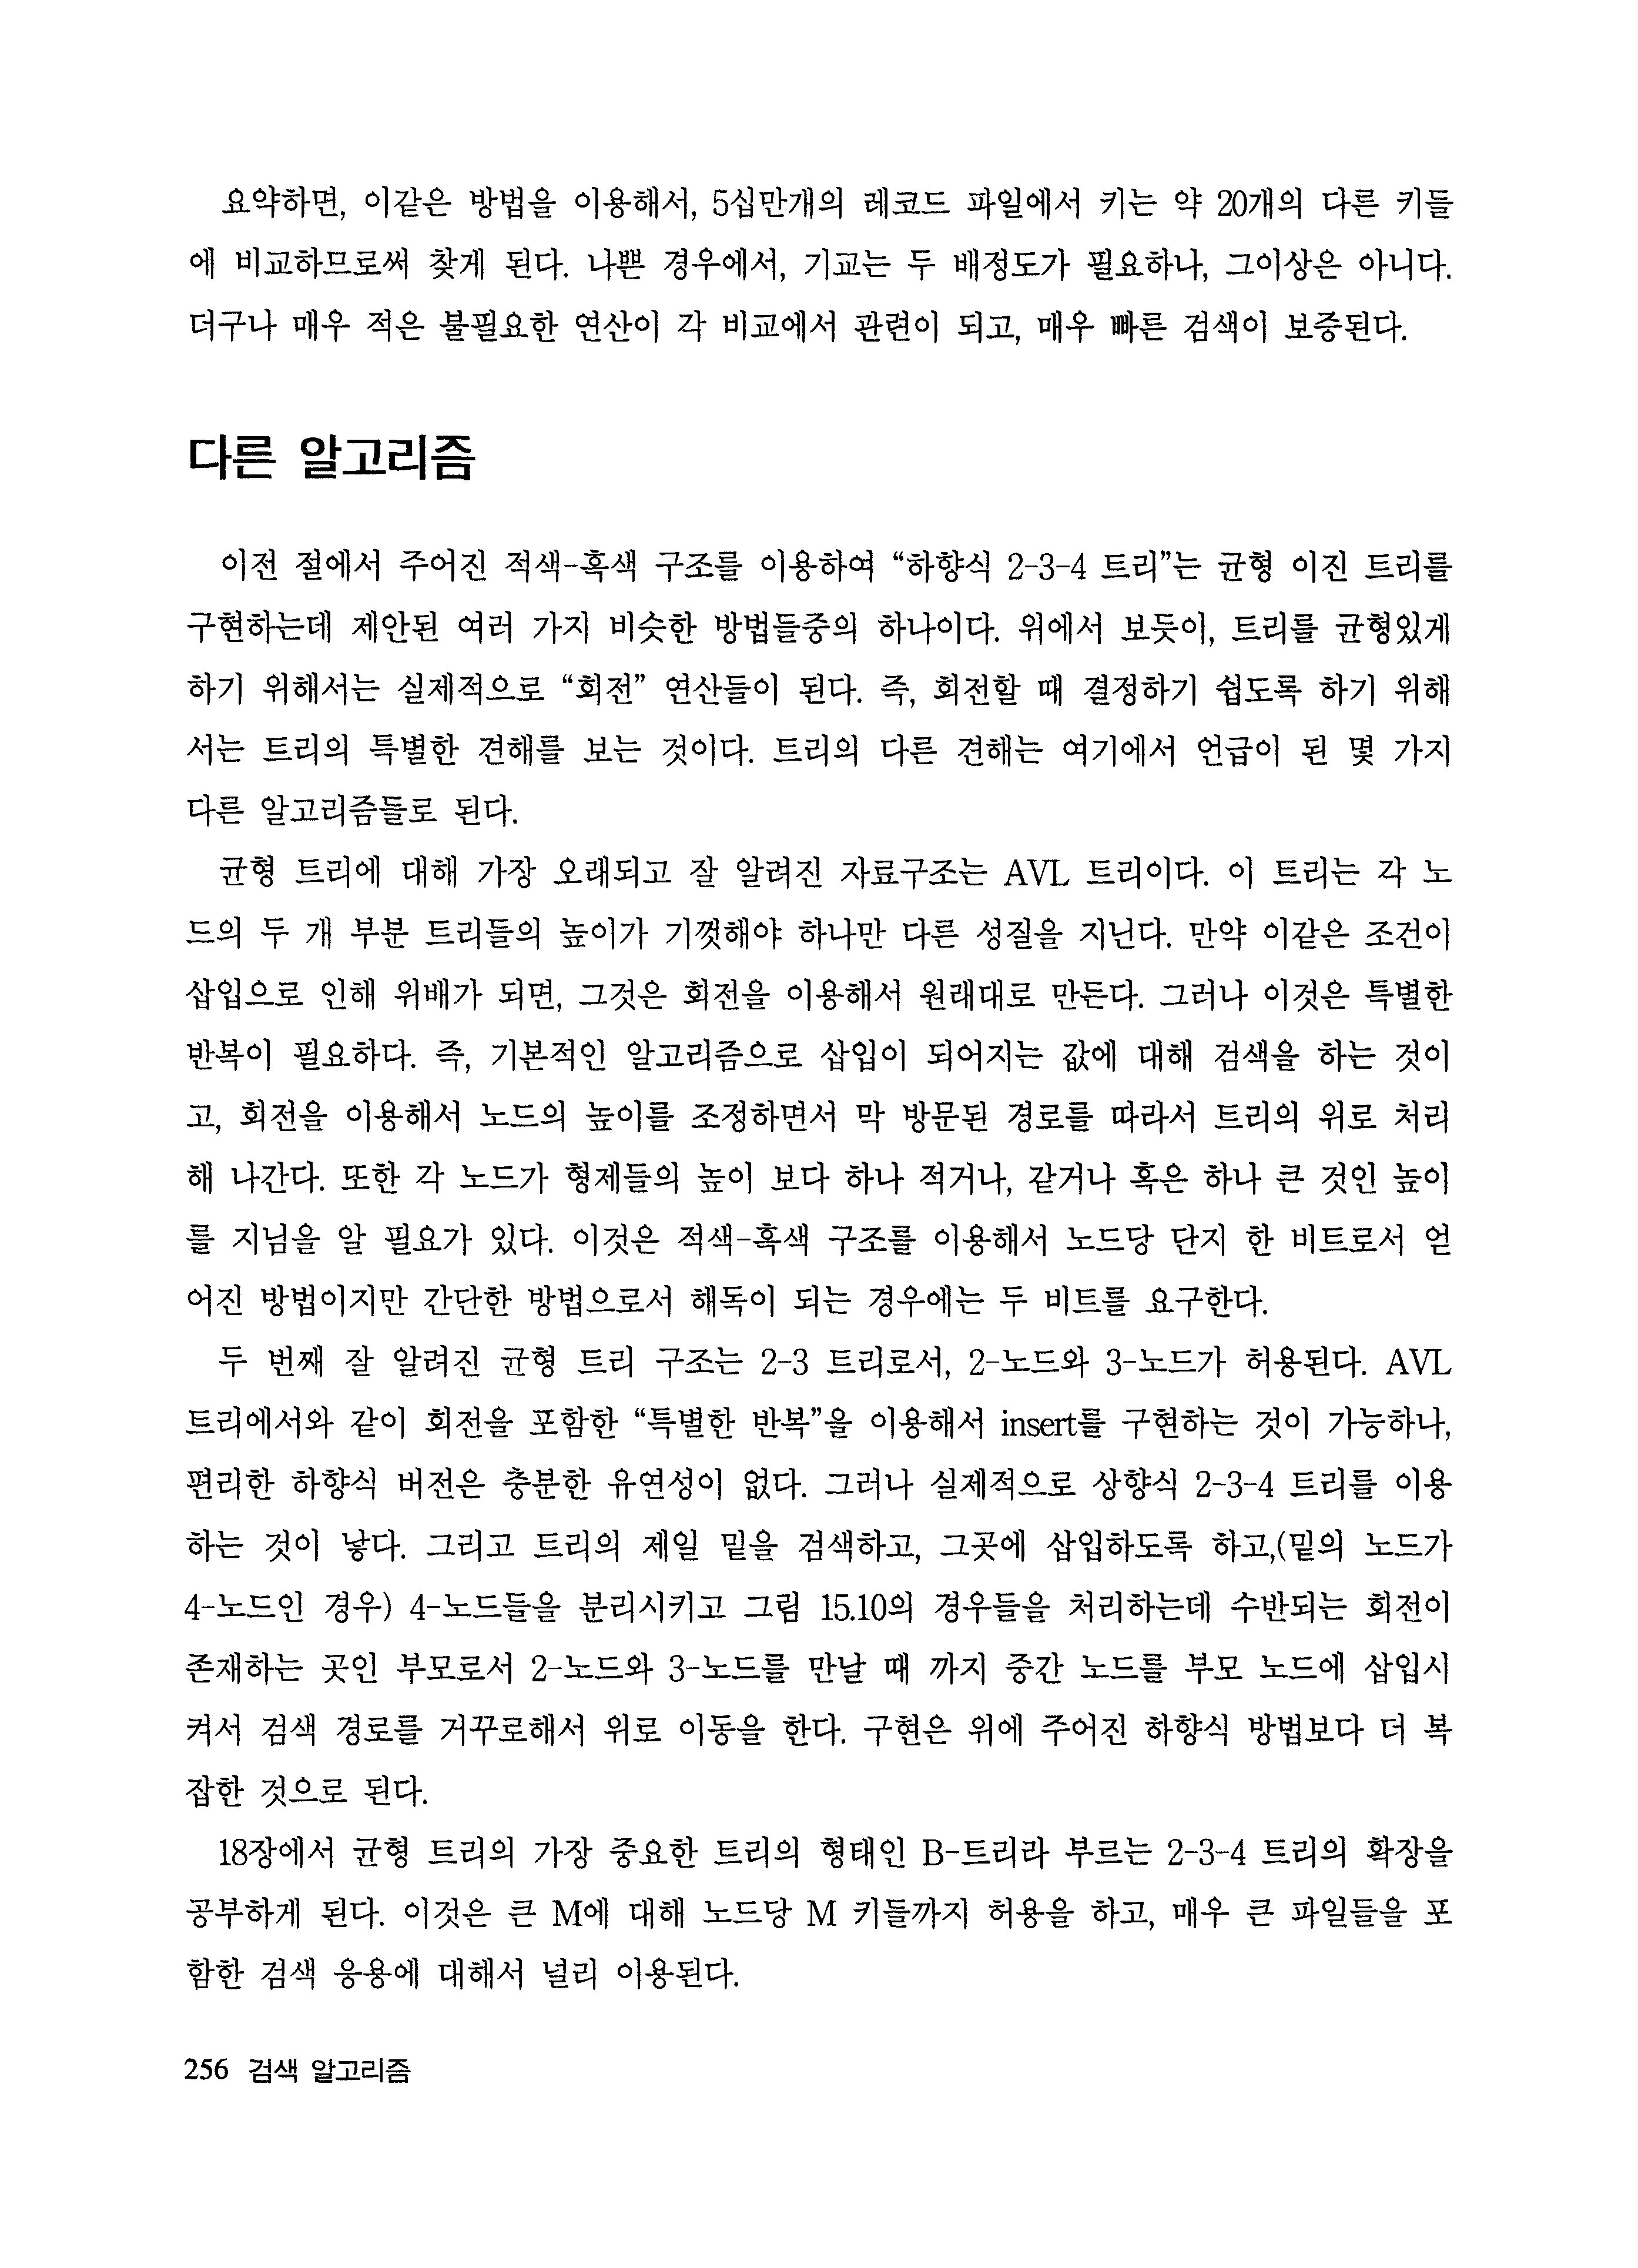 요약하면, 이같은 방법을 이용해서, 5십만개의 레코드 파일에서 키는 약 20개의 다른 키들
에 비교하므로써 찾게 된다. 나쁜 경우에서, 기교는 두 배정도가 필요하나, 그이상은 아니다.
더구나 매우 적은 불필요한 연산이 각 비교에서 관련이 되고, 매우 빠른 검색이 보증된다.
다른 알고리즘
이전 절에서 주어진 적색-흑색 구조를 이용하여 “하향식 2-3-4 트리”는 균형 이진 트리를
구현하는데 제안된 여러 가지 비슷한 방법들중의 하나이다. 위에서 보듯이, 트리를 균형있게
하기 위해서는 실제적으로 “회전” 연산들이 된다. 즉, 회전할 때 결정하기 쉽도록 하기 위해
서는 트리의 특별한 견해를 보는 것이다. 트리의 다른 견해는 여기에서 언급이 된 몇 가지
다른 알고리즘들로 된다.
균형 트리에 대해 가장 오래되고 잘 알려진 자료구조는 AVL 트리이다. 이 트리는 각 노
드의 두 개 부분 트리들의 높이가 기껏해야 하나만 다른 성질을 지닌다. 만약 이같은 조건이
삽입으로 인해 위배가 되면, 그것은 회전을 이용해서 원래대로 만든다. 그러나 이것은 특별한
반복이 필요하다. 즉, 기본적인 알고리즘으로 삽입이 되어지는 값에 대해 검색을 하는 것이
고, 회전을 이용해서 노드의 높이를 조정하면서 막 방문된 경로를 따라서 트리의 위로 처리
해 나간다. 또한 각 노드가 형제들의 높이 보다 하나 적거나, 같거나 혹은 하나 큰 것인 높이
를 지님을 알 필요가 있다. 이것은 적색-흑색 구조를 이용해서 노드당 단지 한 비트로서 얻
어진 방법이지만 간단한 방법으로서 해독이 되는 경우에는 두 비트를 요구한다.
두 번째 잘 알려진 균형 트리 구조는 2-3 트리로서, 2-노드와 3-노드가 허용된다. AVL
트리에서와 같이 회전을 포함한 “특별한 반복”을 이용해서 insert를 구현하는 것이 가능하나,
편리한 하향식 버전은 충분한 유연성이 없다. 그러나 실제적으로 상향식 2-3-4 트리를 이용
하는 것이 낳다. 그리고 트리의 제일 밑을 검색하고, 그곳에 삽입하도록 하고,(밑의 노드가
4-노드인 경우) 4-노드들을 분리시키고 그림 15.10의 경우들을 처리하는데 수반되는 회전이
존재하는 곳인 부모로서 2-노드와 3-노드를 만날 때 까지 중간 노드를 부모 노드에 삽입시
켜서 검색 경로를 거꾸로해서 위로 이동을 한다. 구현은 위에 주어진 하향식 방법보다 더 복
잡한 것으로 된다.
18장에서 균형 트리의 가장 중요한 트리의 형태인 B-트리라 부르는 2-3-4 트리의 확장을
공부하게 된다. 이것은 큰 M에 대해 노드당 M 키들까지 허용을 하고, 매우 큰 파일들을 포
함한 검색 응용에 대해서 널리 이용된다.
256 검색 알고리즘